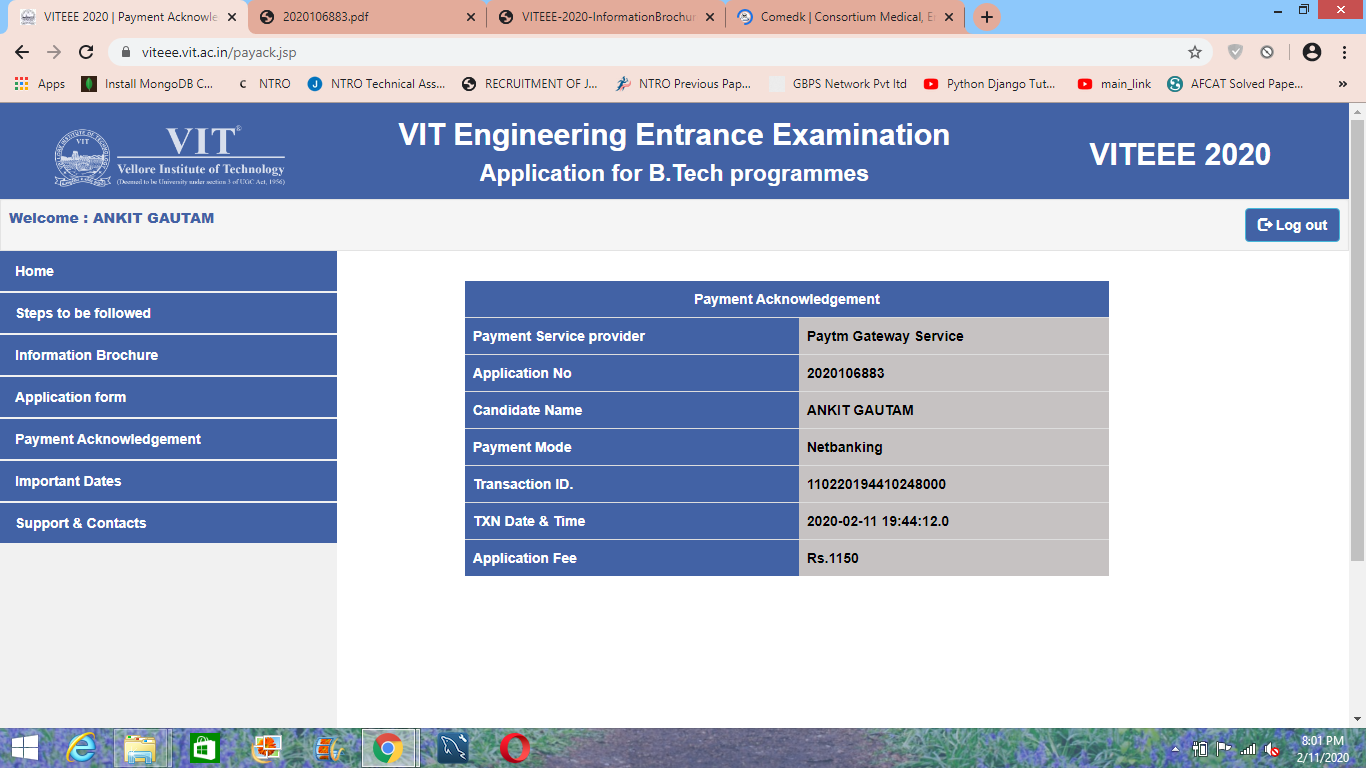 VITEEE 2020 | Payment Acknowle
2020106883.pdf
VITEEE-2020-InformationBrochur
Comedk | Consortium Medical, E
viteee.vit.ac.in/payack.jsp
Apps
Install MongoDB C...
C NTRO
NTRO Technical Ass...
RECRUITMENT OF J...
NTRO Previous Pap...
GBPS Network Pvt ltd
Python Django Tut...
main_link
AFCAT Solved Pape...
»
VIT
VIT®
Vellore Institute of Technology
(Deemed to be University under section 3 of UGC Act, 1956)
VIT Engineering Entrance Examination
Application for B.Tech programmes
VITEEE 2020
Welcome : ANKIT GAUTAM
Log out
Home
Steps to be followed
Information Brochure
Application form
Payment Acknowledgement
Important Dates
Support & Contacts
Payment Acknowledgement
Payment Service provider Paytm Gateway Service
Application No 2020106883
Candidate Name ANKIT GAUTAM
Payment Mode Netbanking
Transaction ID. 110220194410248000
TXN Date & Time 2020-02-11 19:44:12.0
Application Fee Rs.1150
8:01 PM
2/11/2020